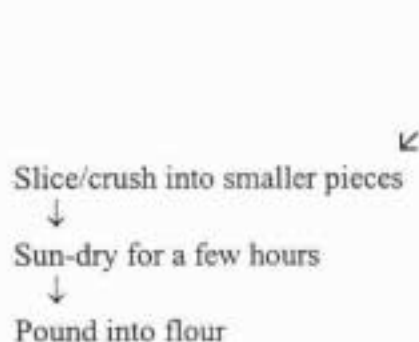 ↙
Slice/crush into smaller pieces
↓
Sun-dry for a few hours
↓
Pound into flour